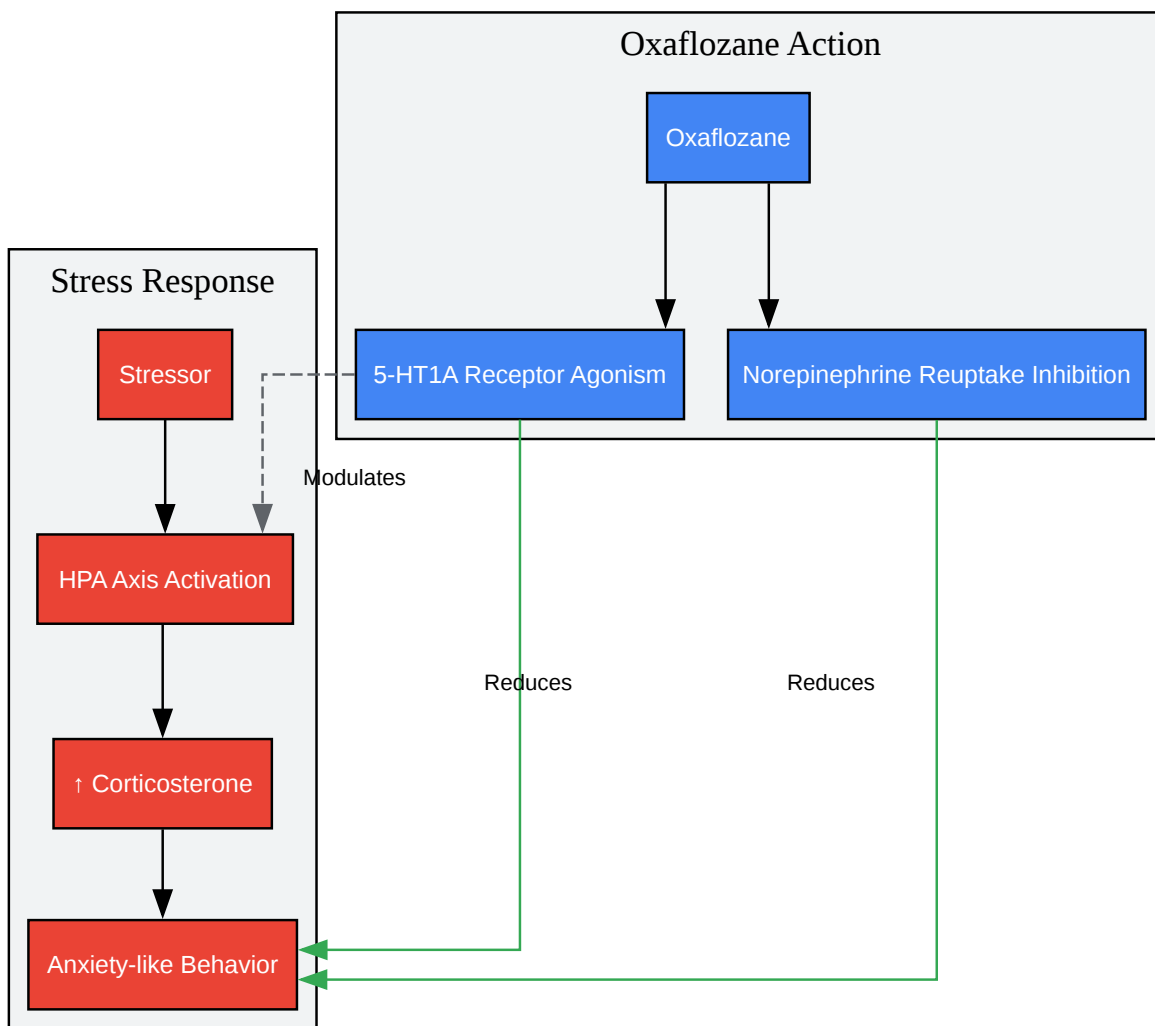 Oxaflozane Action
Oxaflozane
Stress Response
Stressor
5-HT1A Receptor Agonism
Norepinephrine Reuptake Inhibition
Modulates
HPA Axis Activation
Reduces
Reduces
↑ Corticosterone
Anxiety-like Behavior